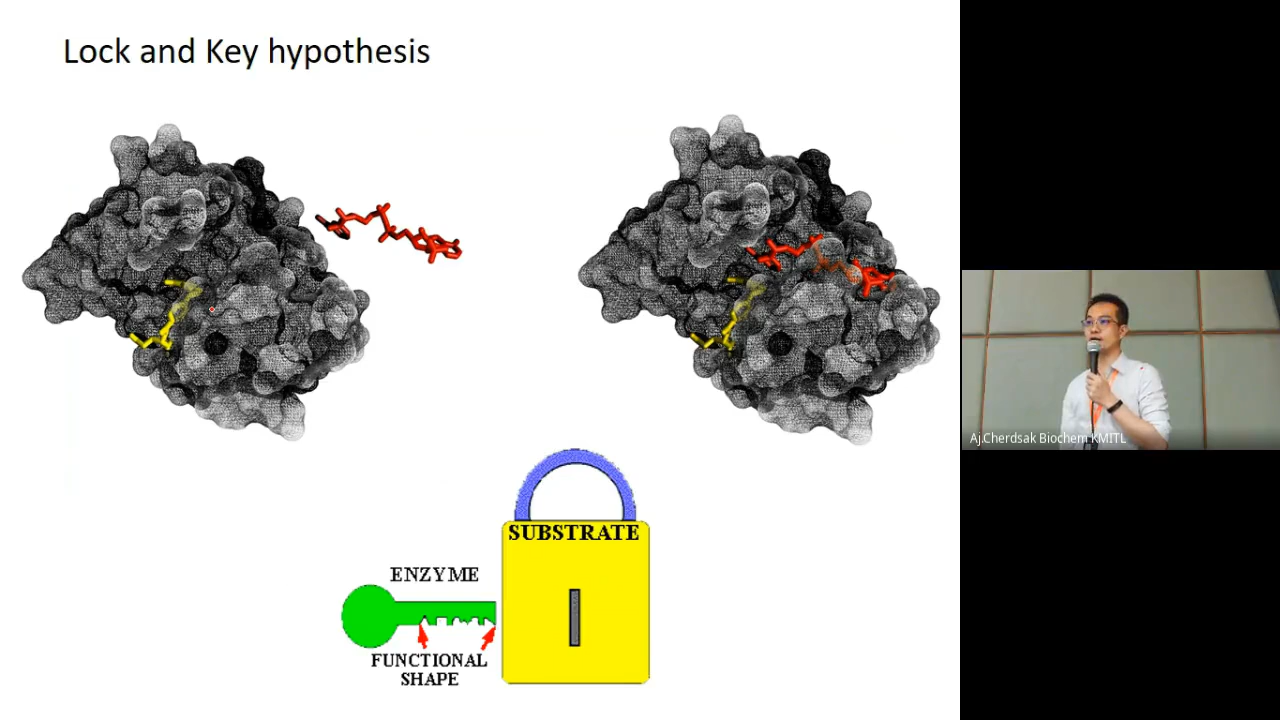 Lock and Key hypothesis
SUBSTRATE
ENZYME
FUNCTIONAL
SHAPE
Aj.Cherdsak Biochem KMITL